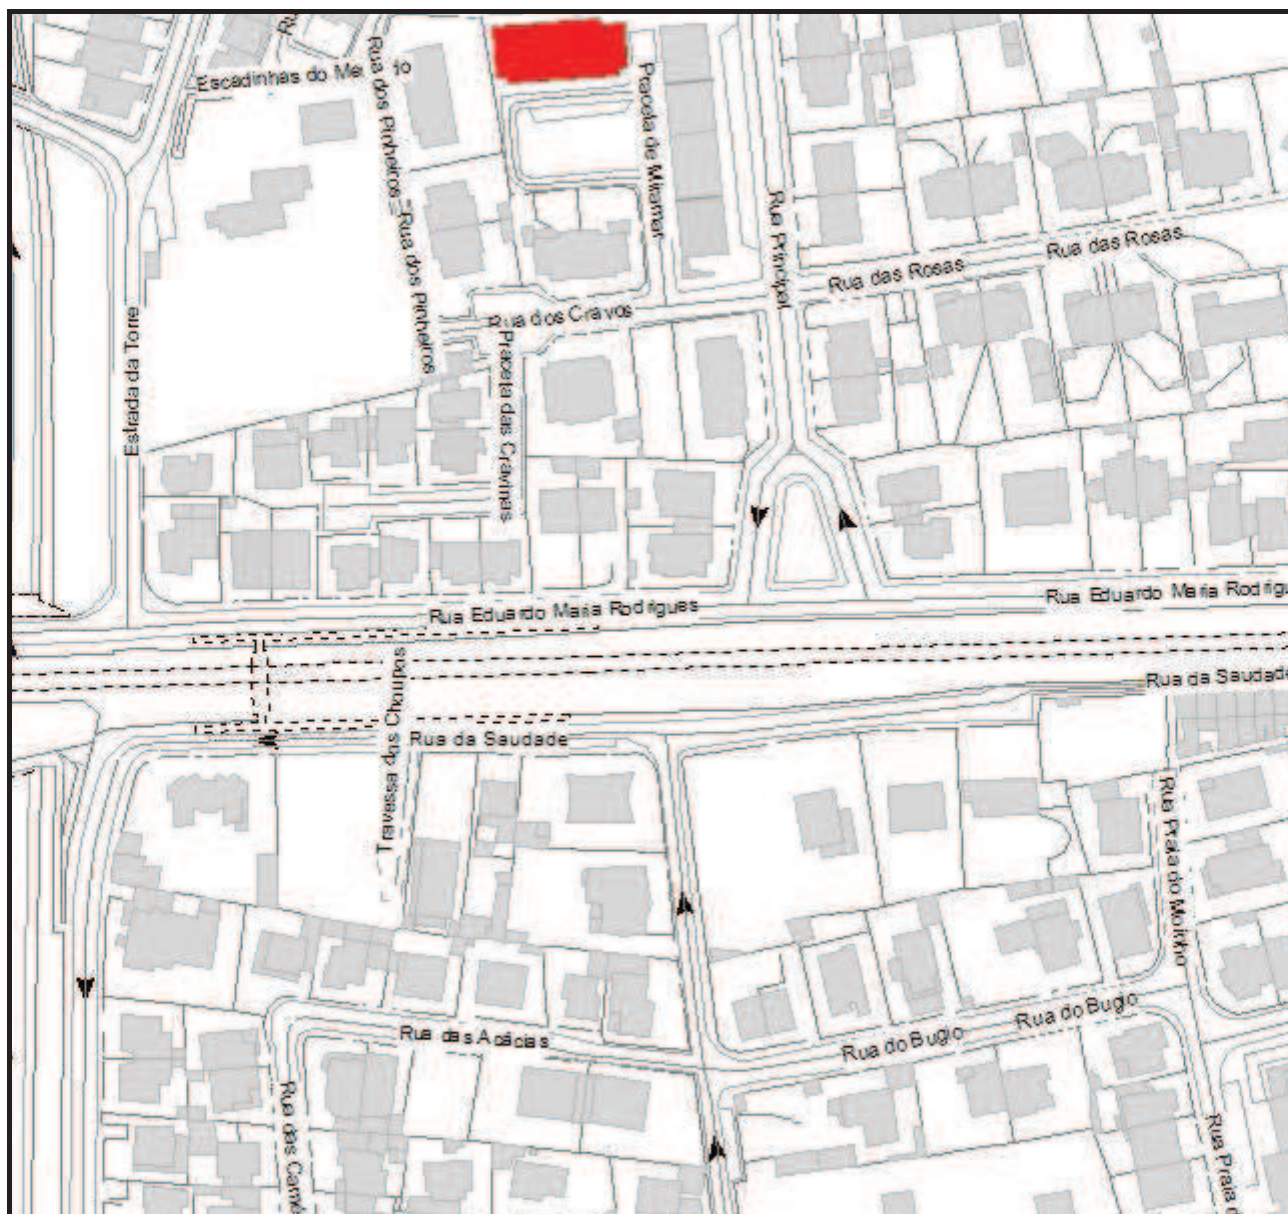 Escadinhas do Me
Rua dos Pinheiros
Rua dos Pinheiros
Praceta de Miramar
Rua Principal
Rua das Rosas
Rua das Rosas
Rua dos Cravos
Estrada da Torre
Praceta das Cravinas
Rua Eduardo Maria Rodrigues
Rua Eduardo Maria Rodrigu
Rua da Saudade
Travessa dos Choupos
Rua da Saudade
Rua Praia do Moinho
Rua do Bugio
Rua do Bugio
Rua das Acácias
Rua das Camé
Rua Praia d